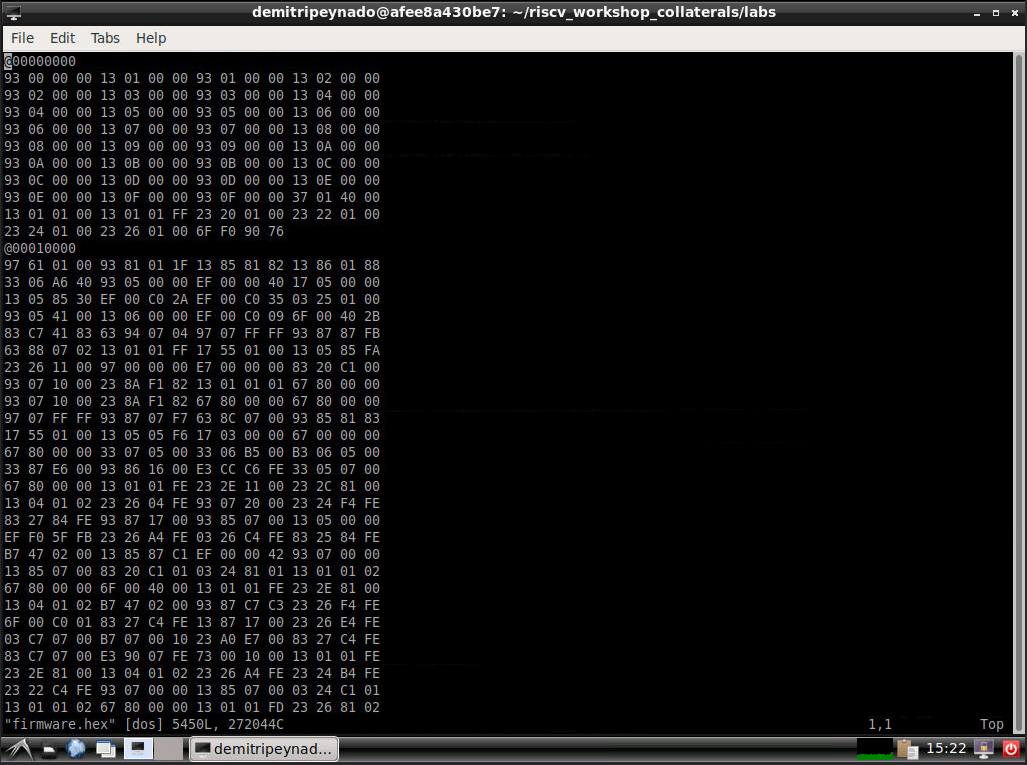 demitripeynado@afee8a430be7: ~/riscv_workshop_collaterals/labs
File Edit Tabs Help
@00000000
93 00 00 00 13 01 00 00 93 01 00 00 13 02 00 00
93 02 00 00 13 03 00 00 93 03 00 00 13 04 00 00
93 04 00 00 13 05 00 00 93 05 00 00 13 06 00 00
93 06 00 00 13 07 00 00 93 07 00 00 13 08 00 00
93 08 00 00 13 09 00 00 93 09 00 00 13 0A 00 00
93 0A 00 00 13 0B 00 00 93 0B 00 00 13 0C 00 00
93 0C 00 00 13 0D 00 00 93 0D 00 00 13 0E 00 00
93 0E 00 00 13 0F 00 00 93 0F 00 00 37 01 40 00
13 01 01 00 13 01 01 FF 23 20 01 00 23 22 01 00
23 24 01 00 23 26 01 00 6F F0 90 76
@00010000
97 61 01 00 93 81 01 1F 13 85 81 82 13 86 01 88
33 06 A6 40 93 05 00 00 EF 00 00 40 17 05 00 00
13 05 85 30 EF 00 C0 2A EF 00 C0 35 03 25 01 00
93 05 41 00 13 06 00 00 EF 00 C0 09 6F 00 40 2B
83 C7 41 83 63 94 07 04 97 07 FF FF 93 87 87 FB
63 88 07 02 13 01 01 FF 17 55 01 00 13 05 85 FA
23 26 11 00 97 00 00 00 E7 00 00 00 83 20 C1 00
93 07 10 00 23 8A F1 82 13 01 01 01 67 80 00 00
93 07 10 00 23 8A F1 82 67 80 00 00 67 80 00 00
97 07 FF FF 93 87 07 F7 63 8C 07 00 93 85 81 83
17 55 01 00 13 05 05 F6 17 03 00 00 67 00 00 00
67 80 00 00 33 07 05 00 33 06 B5 00 B3 06 05 00
33 87 E6 00 93 86 16 00 E3 CC C6 FE 33 05 07 00
67 80 00 00 13 01 01 FE 23 2E 11 00 23 2C 81 00
13 04 01 02 23 26 04 FE 93 07 20 00 23 24 F4 FE
83 27 84 FE 93 87 17 00 93 85 07 00 13 05 00 00
EF F0 5F FB 23 26 A4 FE 03 26 C4 FE 83 25 84 FE
B7 47 02 00 13 85 87 C1 EF 00 00 42 93 07 00 00
13 85 07 00 83 20 C1 01 03 24 81 01 13 01 01 02
67 80 00 00 6F 00 40 00 13 01 01 FE 23 2E 81 00
13 04 01 02 B7 47 02 00 93 87 C7 C3 23 26 F4 FE
6F 00 C0 01 83 27 C4 FE 13 87 17 00 23 26 E4 FE
03 C7 07 00 B7 07 00 10 23 A0 E7 00 83 27 C4 FE
83 C7 07 00 E3 90 07 FE 73 00 10 00 13 01 01 FE
23 2E 81 00 13 04 01 02 23 26 A4 FE 23 24 B4 FE
23 22 C4 FE 93 07 00 00 13 85 07 00 03 24 C1 01
13 01 01 02 67 80 00 00 13 01 01 FD 23 26 81 02
"firmware.hex" [dos] 5450L, 272044C 1,1 Top
demitripeynad... 15:22